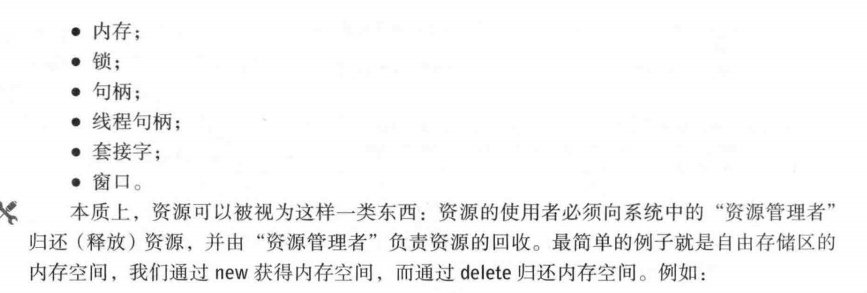 ● 内存；
● 锁；
● 句柄；
● 线程句柄；
● 套接字；
● 窗口。
本质上，资源可以被视为这样一类东西：资源的使用者必须向系统中的“资源管理者”
归还（释放）资源，并由“资源管理者”负责资源的回收。最简单的例子就是自由存储区的
内存空间，我们通过 new 获得内存空间，而通过 delete 归还内存空间。例如：